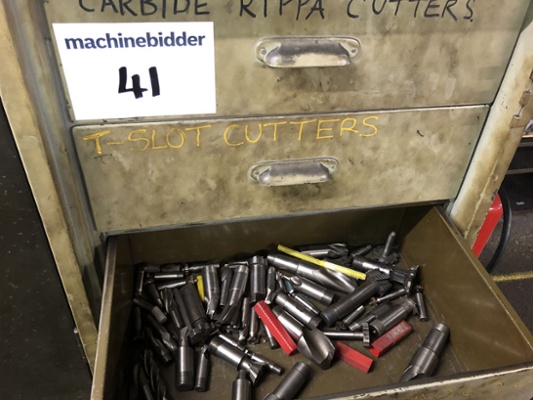 CARBIDE RIPPA CUTTERS
machinebidder
41
T-SLOT CUTTERS